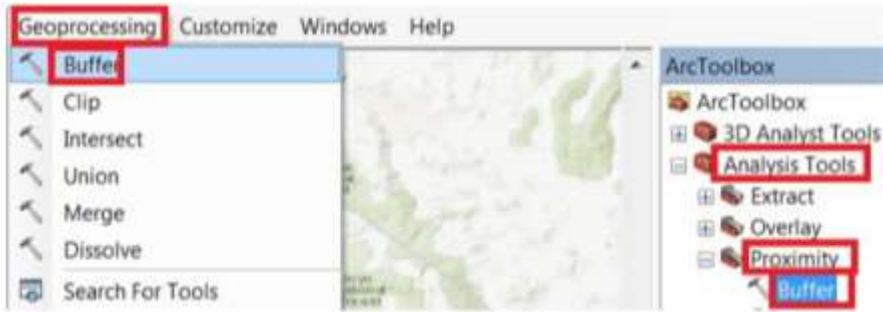 Geoprocessing Customize Windows Help
Buffer
Clip
Intersect
Union
Merge
Dissolve
Search For Tools
ArcToolbox
ArcToolbox
3D Analyst Tools
Analysis Tools
Extract
Overlay
Proximity
Buffer